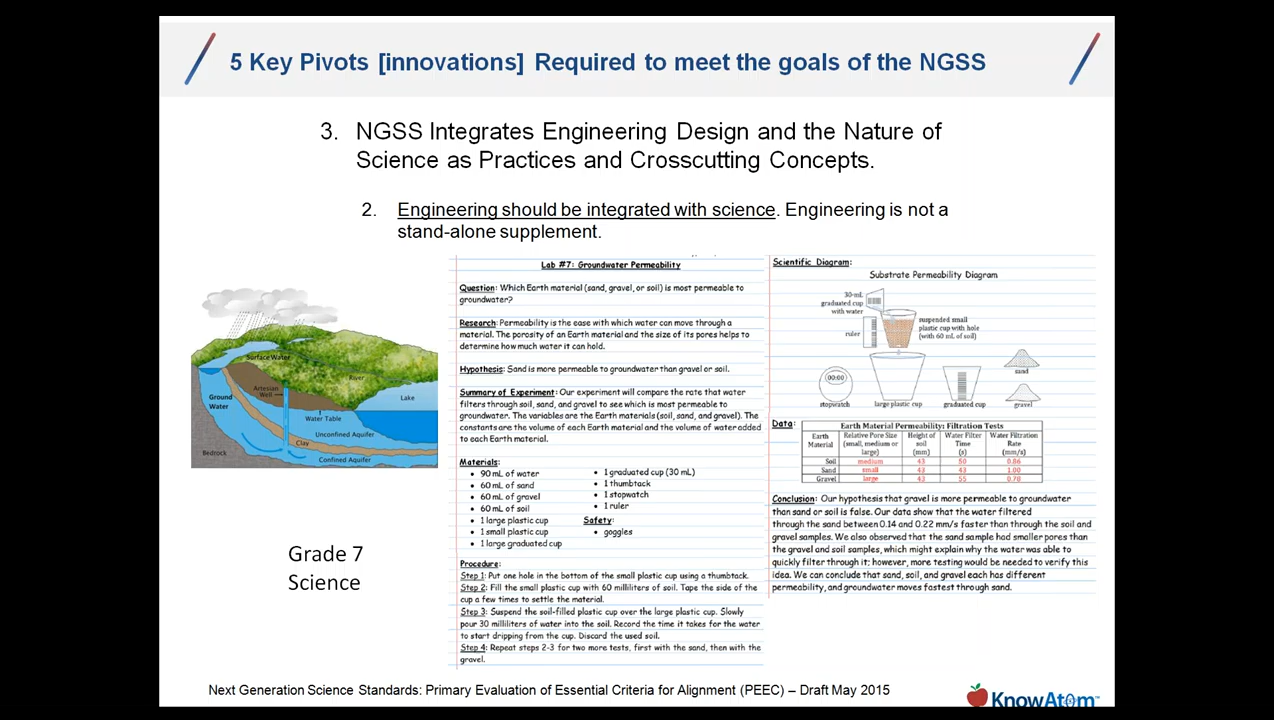 5 Key Pivots [innovations] Required to meet the goals of the NGSS
3. NGSS Integrates Engineering Design and the Nature of
Science as Practices and Crosscutting Concepts.
2. Engineering should be integrated with science. Engineering is not a
stand-alone supplement.
Surface Water
River
Artesian
Well
Lake
Ground
Water
Water Table
Unconfined Aquifer
Clay
Bedrock
Confined Aquifer
Grade 7
Science
Lab #7: Groundwater Permeability
Question: Which Earth material (sand, gravel, or soil) is most permeable to
groundwater?
Research: Permeability is the ease with which water can move through a
material. The porosity of an Earth material and the size of its pores helps to
determine how much water it can hold.
Hypothesis: Sand is more permeable to groundwater than gravel or soil.
Summary of Experiment: Our experiment will compare the rate that water
filters through soil, sand, and gravel to see which is most permeable to
groundwater. The variables are the Earth materials (soil, sand, and gravel). The
constants are the volume of each Earth material and the volume of water added
to each Earth material.
Materials:
• 90 mL of water
• 60 mL of sand
• 60 mL of gravel
• 60 mL of soil
• 1 large plastic cup
• 1 small plastic cup
• 1 large graduated cup
• 1 graduated cup (30 mL)
• 1 thumbtack
• 1 stopwatch
• 1 ruler
Safety:
• goggles
Procedure:
Step 1: Put one hole in the bottom of the small plastic cup using a thumbtack.
Step 2: Fill the small plastic cup with 60 milliliters of soil. Tape the side of the
cup a few times to settle the material.
Step 3: Suspend the soil-filled plastic cup over the large plastic cup. Slowly
pour 30 milliliters of water into the soil. Record the time it takes for the water
to start dripping from the cup. Discard the used soil.
Step 4: Repeat steps 2-3 for two more tests, first with the sand, then with the
gravel.
Scientific Diagram:
Substrate Permeability Diagram
30-mL
graduated cup
with water
ruler
suspended small
plastic cup with hole
(with 60 mL of soil)
00:00
sand
stopwatch large plastic cup graduated cup gravel
Data:
Earth Material Permeability: Filtration Tests
Earth Material Relative Pore Size (small, medium or large) Height of soil (mm) Water Filter Time (s) Water Filtration Rate (mm/s)
Soil medium 43 50 0.86
Sand small 43 43 1.00
Gravel large 43 55 0.78
Conclusion: Our hypothesis that gravel is more permeable to groundwater
than sand or soil is false. Our data show that the water filtered
through the sand between 0.14 and 0.22 mm/s faster than through the soil and
gravel samples. We also observed that the sand sample had smaller pores than
the gravel and soil samples, which might explain why the water was able to
quickly filter through it; however, more testing would be needed to verify this
idea. We can conclude that sand, soil, and gravel each has different
permeability, and groundwater moves fastest through sand.
Next Generation Science Standards: Primary Evaluation of Essential Criteria for Alignment (PEEC) – Draft May 2015
KnowAtom™